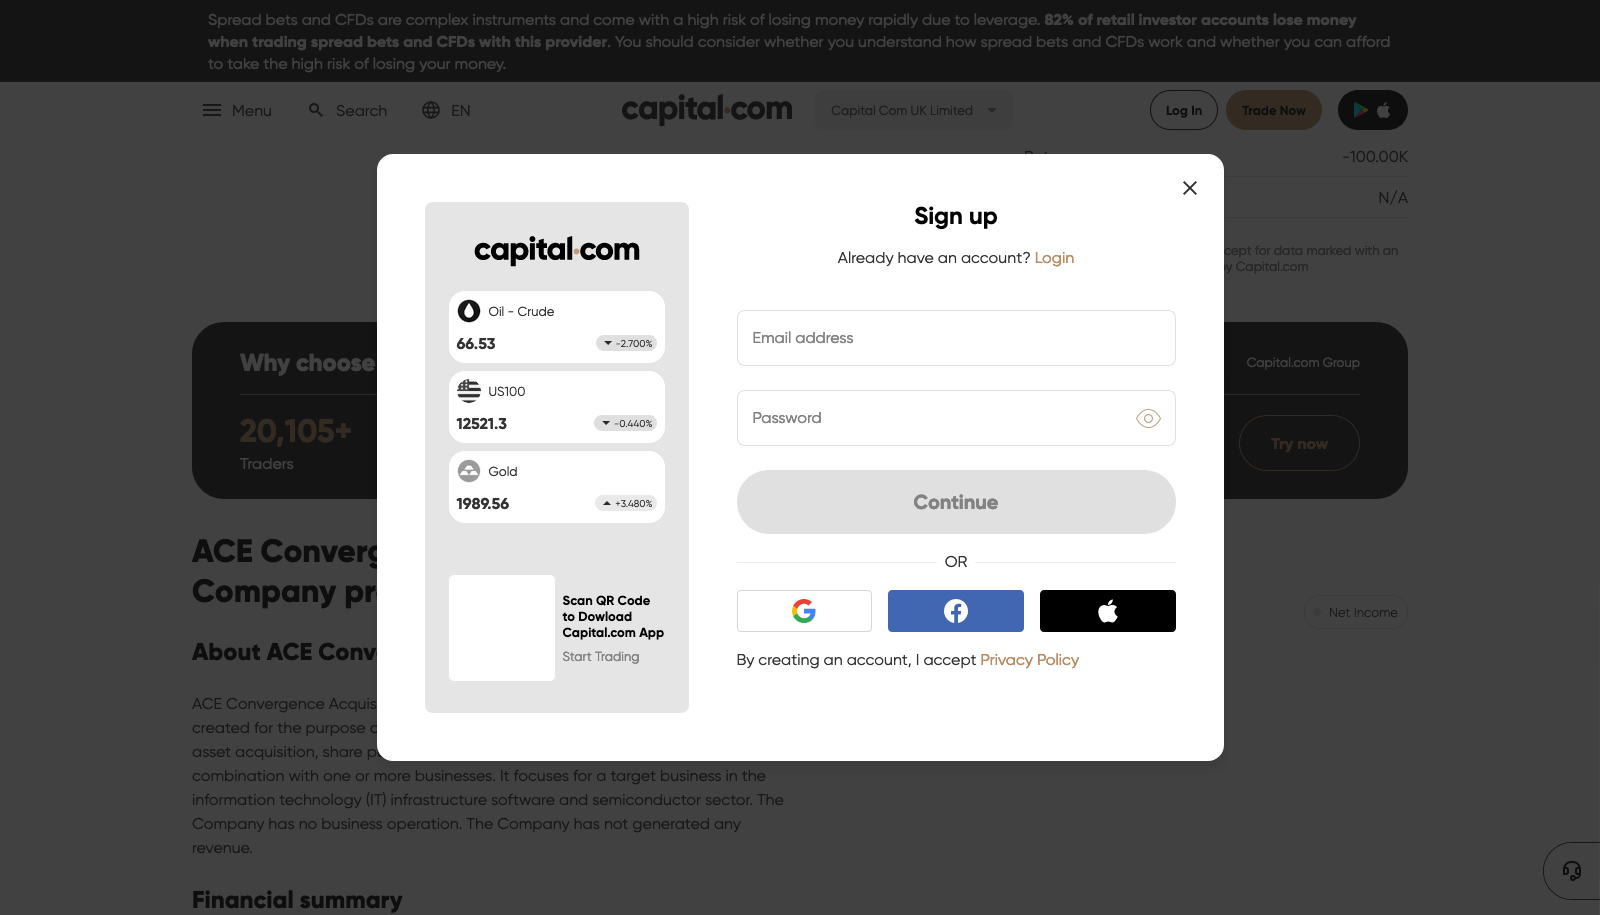 Spread bets and CFDs are complex instruments and come with a high risk of losing money rapidly due to leverage. 82% of retail investor accounts lose money
when trading spread bets and CFDs with this provider. You should consider whether you understand how spread bets and CFDs work and whether you can afford
to take the high risk of losing your money.
Menu
Search
EN
capital.com
Capital Com UK Limited
Log In
Trade Now
-100.00K
N/A
cept for data marked with an
by Capital.com
Why choose
Capital.com Group
20,105+
Traders
Try now
ACE Converg
Company pr
Net Income
About ACE Conv
ACE Convergence Acquis
created for the purpose
asset acquisition, share p
combination with one or more businesses. It focuses for a target business in the
information technology (IT) infrastructure software and semiconductor sector. The
Company has no business operation. The Company has not generated any
revenue.
Financial summary
capital.com
Oil - Crude
66.53
-2.700%
US100
12521.3
-0.440%
Gold
1989.56
+3.480%
Scan QR Code
to Dowload
Capital.com App
Start Trading
Sign up
Already have an account? Login
Email address
Password
Continue
OR
By creating an account, I accept Privacy Policy